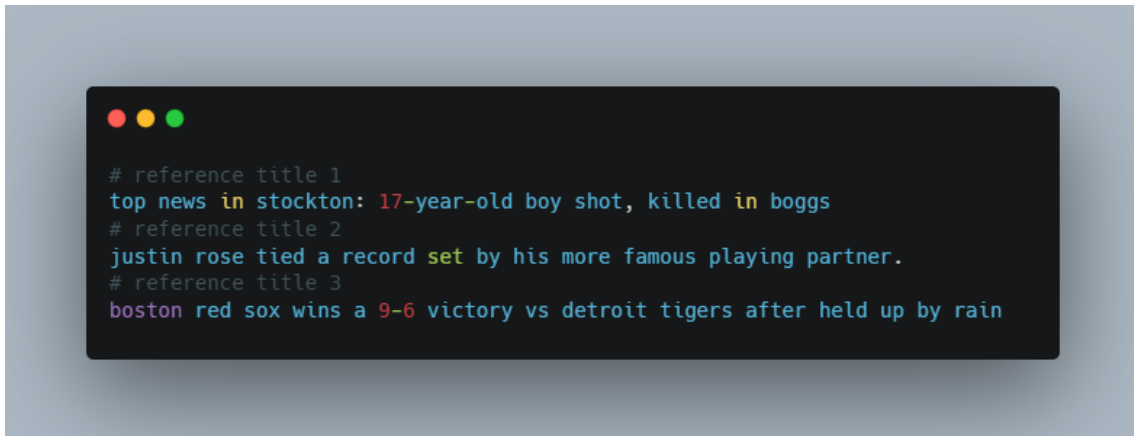 # reference title 1
top news in stockton: 17-year-old boy shot, killed in boggs
# reference title 2
justin rose tied a record set by his more famous playing partner.
# reference title 3
boston red sox wins a 9-6 victory vs detroit tigers after held up by rain